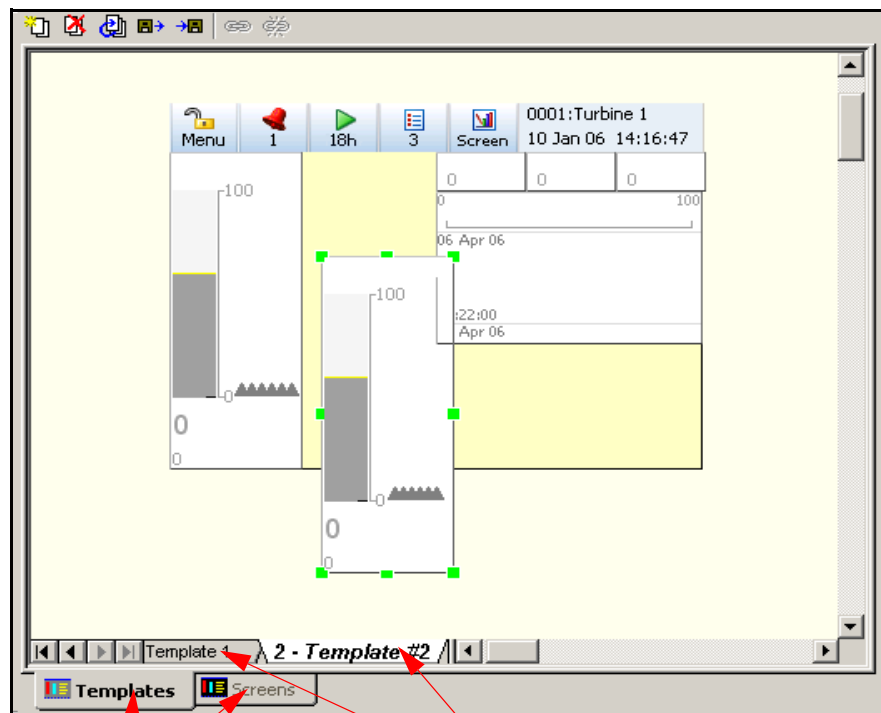 0001:Turbine 1
Menu 1 18h 3 Screen 10 Jan 06 14:16:47
0 0 0
100
0 100
06 Apr 06
100
:22:00
Apr 06
0
0
0
0
0
0
Template 1 2 - Template #2
Templates Screens